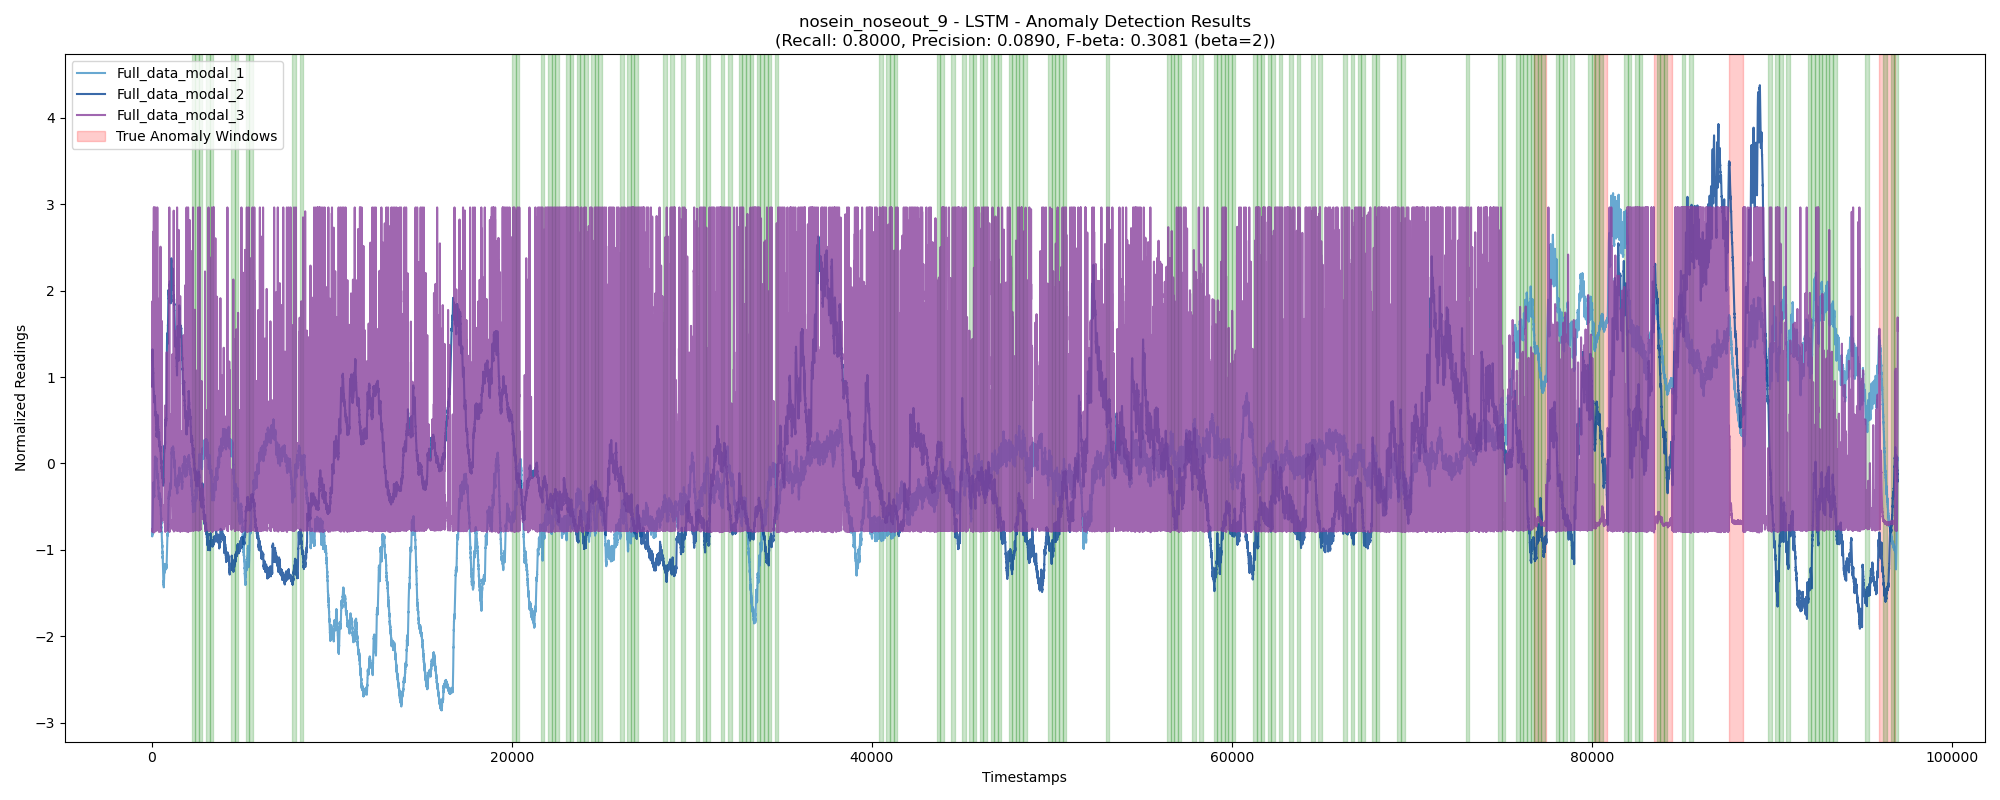 nosein_noseout_9 - LSTM - Anomaly Detection Results
(Recall: 0.8000, Precision: 0.0890, F-beta: 0.3081 (beta=2))
Full_data_modal_1
Full_data_modal_2
Full_data_modal_3
True Anomaly Windows
Normalized Readings
4
3
2
1
0
−1
−2
−3
0
20000
40000
60000
80000
100000
Timestamps